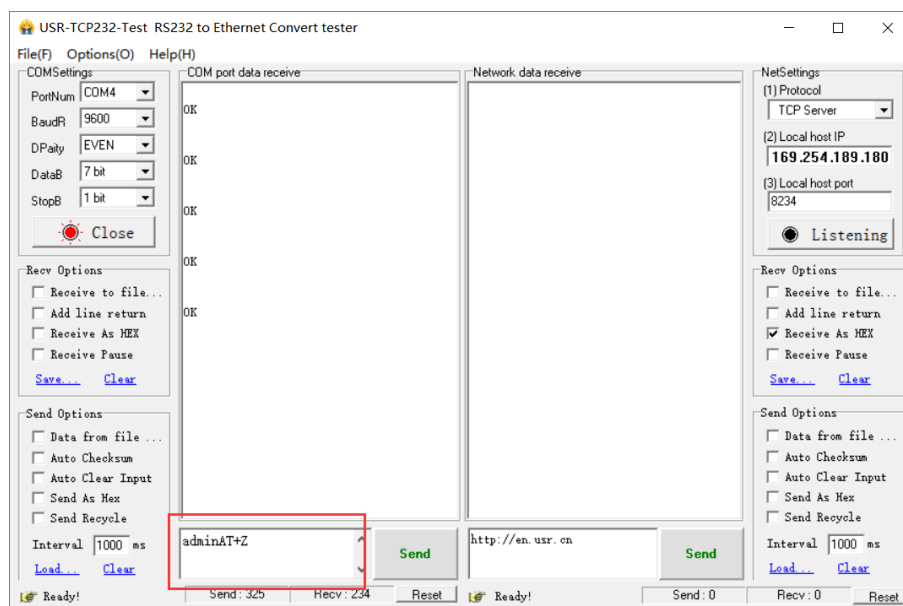 USR-TCP232-Test RS232 to Ethernet Convert tester
File(F) Options(O) Help(H)
COMSettings
PortNum COM4
BaudR 9600
DPaity EVEN
DataB 7 bit
StopB 1 bit
Close
Recv Options
Receive to file...
Add line return
Receive As HEX
Receive Pause
Save... Clear
Send Options
Data from file ...
Auto Checksum
Auto Clear Input
Send As Hex
Send Recycle
Interval 1000 ms
Load... Clear
Ready!
COM port data receive
OK
OK
OK
OK
OK
adminAT+Z
Send
Send : 325 Recv : 234 Reset
Network data receive
http://en.usr.cn
Send
Ready! Send : 0 Recv : 0 Reset
NetSettings
(1) Protocol
TCP Server
(2) Local host IP
169.254.189.180
(3) Local host port
8234
Listening
Recv Options
Receive to file...
Add line return
Receive As HEX
Receive Pause
Save... Clear
Send Options
Data from file ...
Auto Checksum
Auto Clear Input
Send As Hex
Send Recycle
Interval 1000 ms
Load... Clear